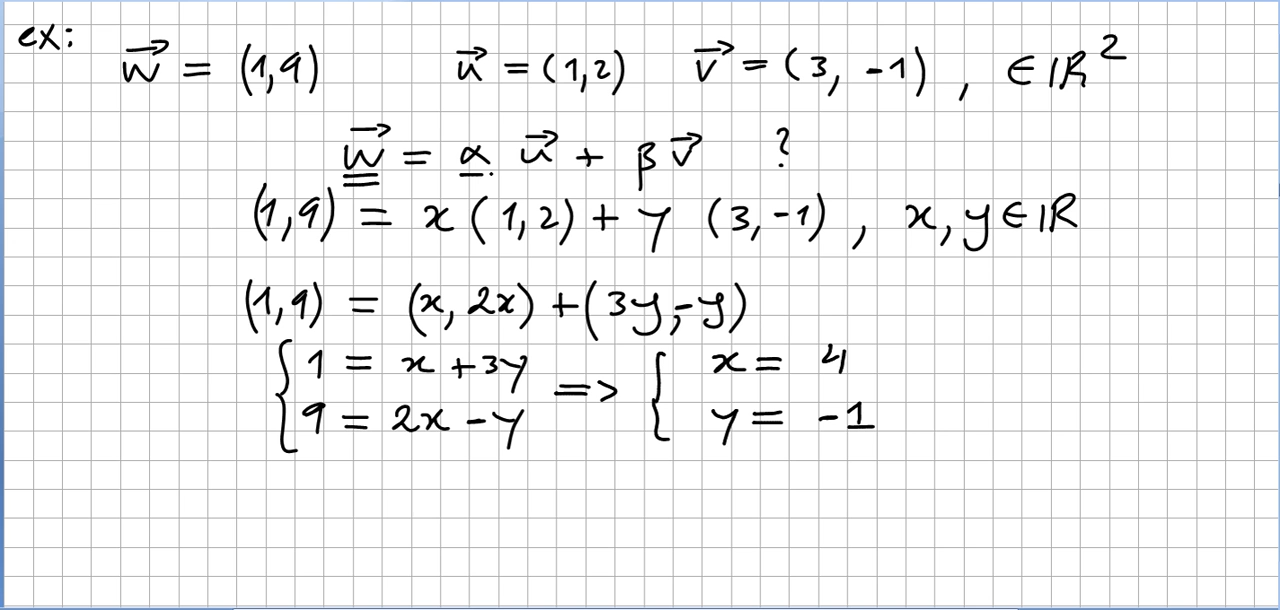 ex:
w⃗ = (1,9) u⃗ = (1,2) v⃗ = (3, -1) , ∈ ℝ²
w⃗ = α u⃗ + β v⃗ ?
(1,9) = x (1,2) + y (3,-1) , x, y ∈ ℝ
(1,9) = (x, 2x) + (3y,-y)
{ 1 = x + 3y => { x = 4
9 = 2x - y y = -1